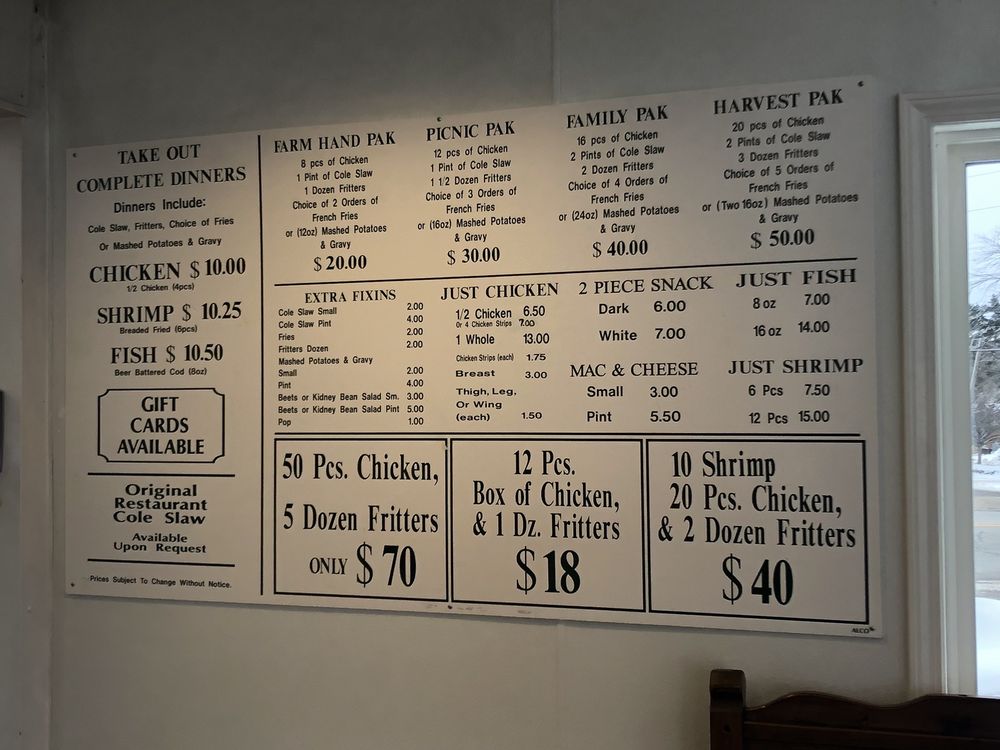 TAKE OUT
COMPLETE DINNERS
Dinners Include:
Cole Slaw, Fritters, Choice of Fries
Or Mashed Potatoes & Gravy
CHICKEN $ 10.00
1/2 Chicken (4pcs)
SHRIMP $ 10.25
Breaded Fried (6pcs)
FISH $ 10.50
Beer Battered Cod (8oz)
GIFT
CARDS
AVAILABLE
Original
Restaurant
Cole Slaw
Available
Upon Request
Prices Subject To Change Without Notice.
FARM HAND PAK
8 pcs of Chicken
1 Pint of Cole Slaw
1 Dozen Fritters
Choice of 2 Orders of
French Fries
or (12oz) Mashed Potatoes
& Gravy
$ 20.00
PICNIC PAK
12 pcs of Chicken
1 Pint of Cole Slaw
1 1/2 Dozen Fritters
Choice of 3 Orders of
French Fries
or (16oz) Mashed Potatoes
& Gravy
$ 30.00
FAMILY PAK
16 pcs of Chicken
2 Pints of Cole Slaw
2 Dozen Fritters
Choice of 4 Orders of
French Fries
or (24oz) Mashed Potatoes
& Gravy
$ 40.00
HARVEST PAK
20 pcs of Chicken
2 Pints of Cole Slaw
3 Dozen Fritters
Choice of 5 Orders of
French Fries
or (Two 16oz) Mashed Potatoes
& Gravy
$ 50.00
EXTRA FIXINS
Cole Slaw Small 2.00
Cole Slaw Pint 4.00
Fries 2.00
Fritters Dozen 2.00
Mashed Potatoes & Gravy
Small 2.00
Pint 4.00
Beets or Kidney Bean Salad Sm. 3.00
Beets or Kidney Bean Salad Pint 5.00
Pop 1.00
JUST CHICKEN
1/2 Chicken 6.50
Or 4 Chicken Strips 7.00
1 Whole 13.00
Chicken Strips (each) 1.75
Breast 3.00
Thigh, Leg,
Or Wing
(each) 1.50
2 PIECE SNACK
Dark 6.00
White 7.00
MAC & CHEESE
Small 3.00
Pint 5.50
JUST FISH
8 oz 7.00
16 oz 14.00
JUST SHRIMP
6 Pcs 7.50
12 Pcs 15.00
50 Pcs. Chicken,
5 Dozen Fritters
ONLY $ 70
12 Pcs.
Box of Chicken,
& 1 Dz. Fritters
$ 18
10 Shrimp
20 Pcs. Chicken,
& 2 Dozen Fritters
$ 40
ALCO